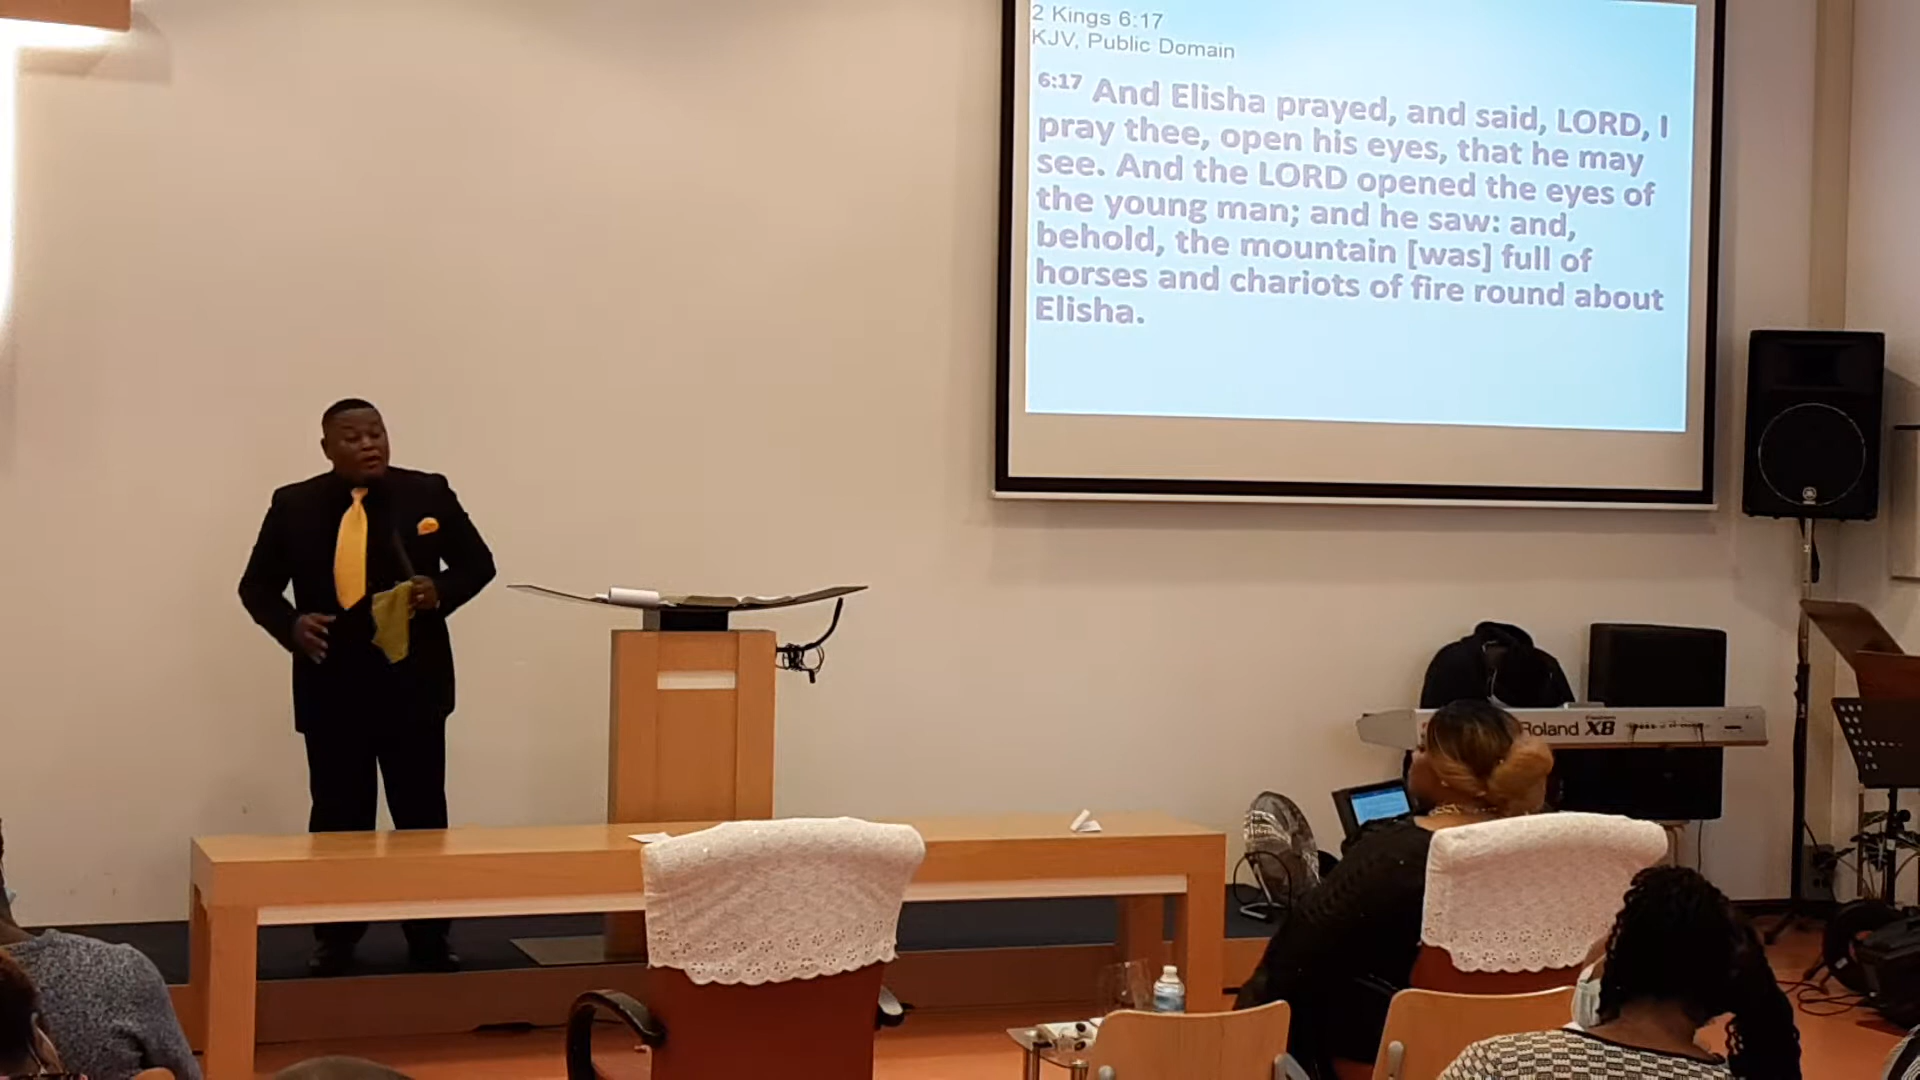 2 Kings 6:17
KJV, Public Domain
6:17 And Elisha prayed, and said, LORD, I
pray thee, open his eyes, that he may
see. And the LORD opened the eyes of
the young man; and he saw: and,
behold, the mountain [was] full of
horses and chariots of fire round about
Elisha.
Roland X8